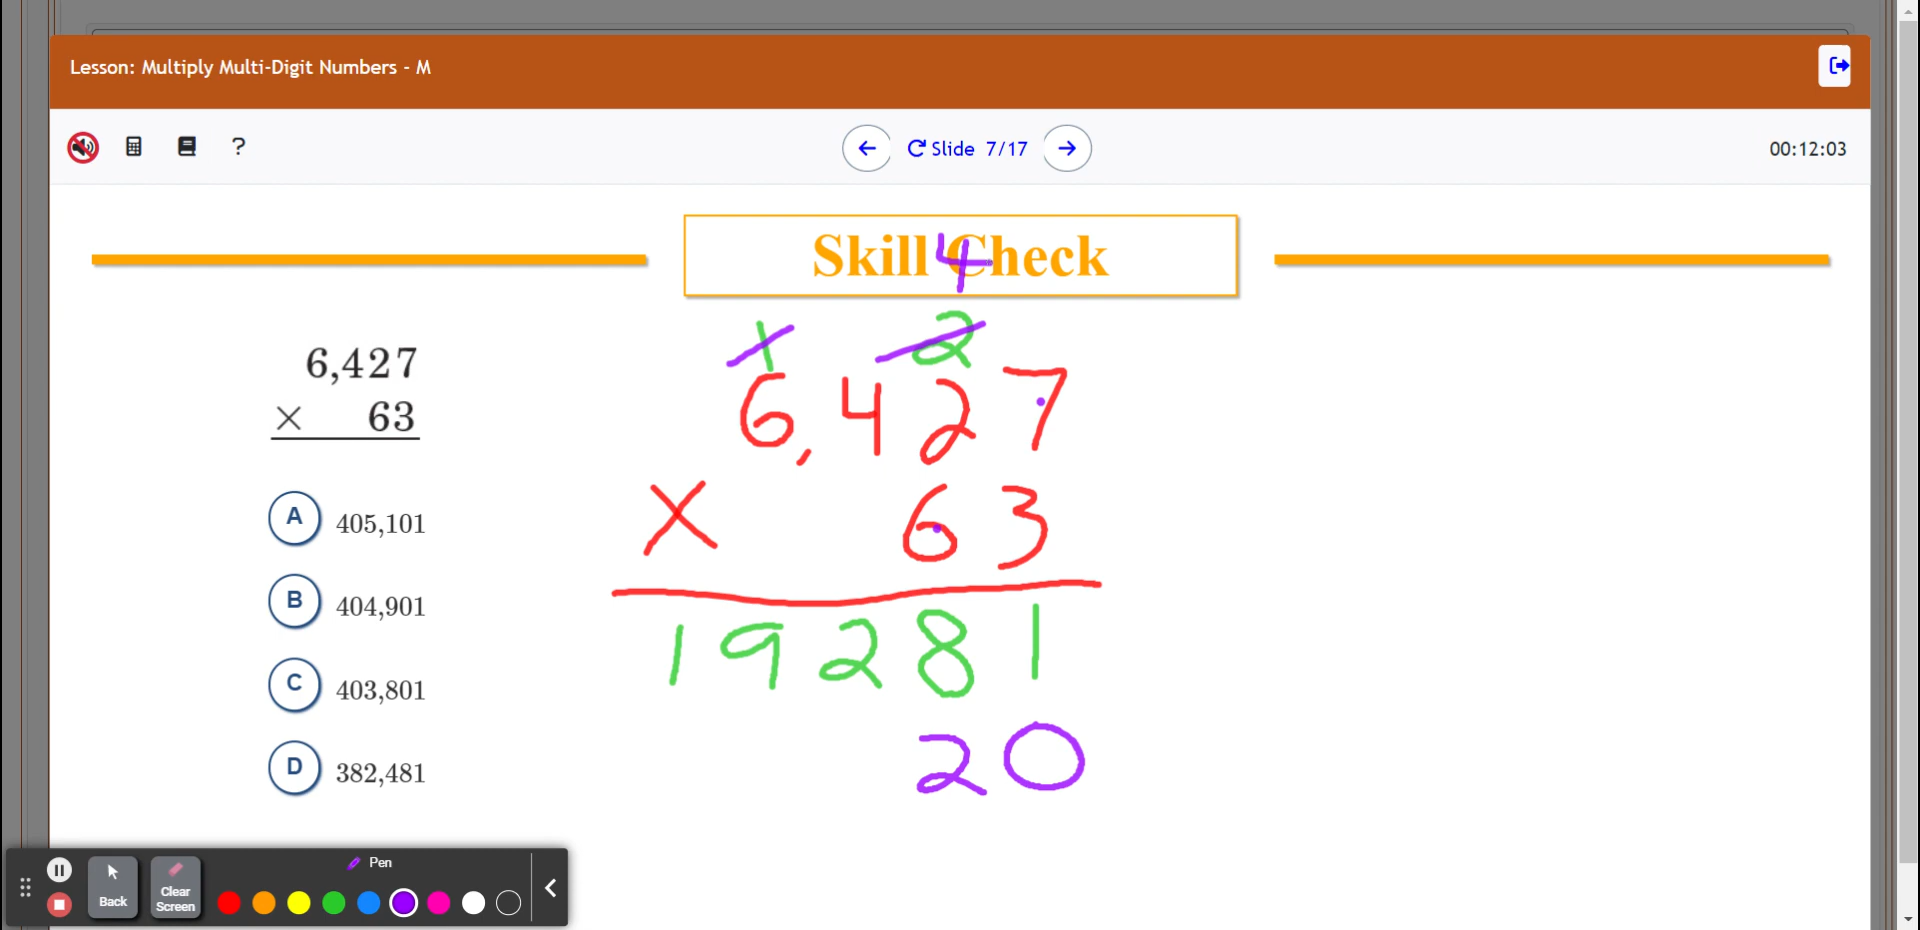 Lesson: Multiply Multi-Digit Numbers - M
? Slide 7/17 00:12:03
Skill Check
4
1 2
6,427
× 63
A 405,101
B 404,901
C 403,801
D 382,481
6,427
X 63
19281
20
Pen
Back
Clear
Screen